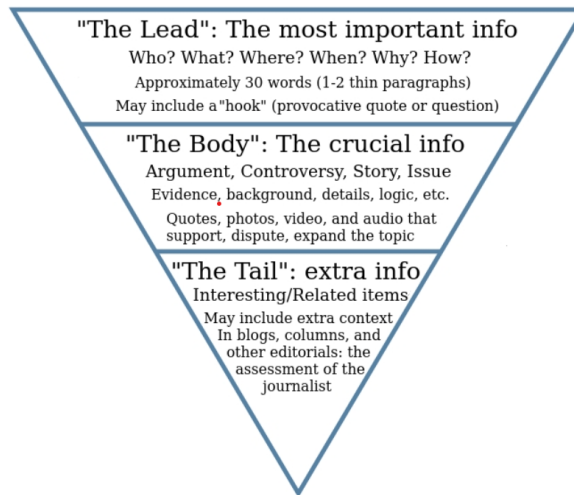 "The Lead": The most important info
Who? What? Where? When? Why? How?
Approximately 30 words (1-2 thin paragraphs)
May include a "hook" (provocative quote or question)
"The Body": The crucial info
Argument, Controversy, Story, Issue
Evidence, background, details, logic, etc.
Quotes, photos, video, and audio that
support, dispute, expand the topic
"The Tail": extra info
Interesting/Related items
May include extra context
In blogs, columns, and
other editorials: the
assessment of the
journalist